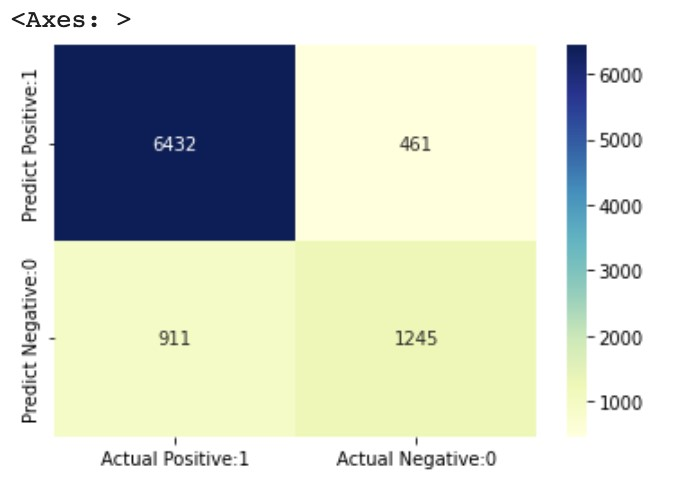 <Axes: >
Predict Positive:1
6432
461
Predict Negative:0
911
1245
Actual Positive:1
Actual Negative:0
6000
5000
4000
3000
2000
1000